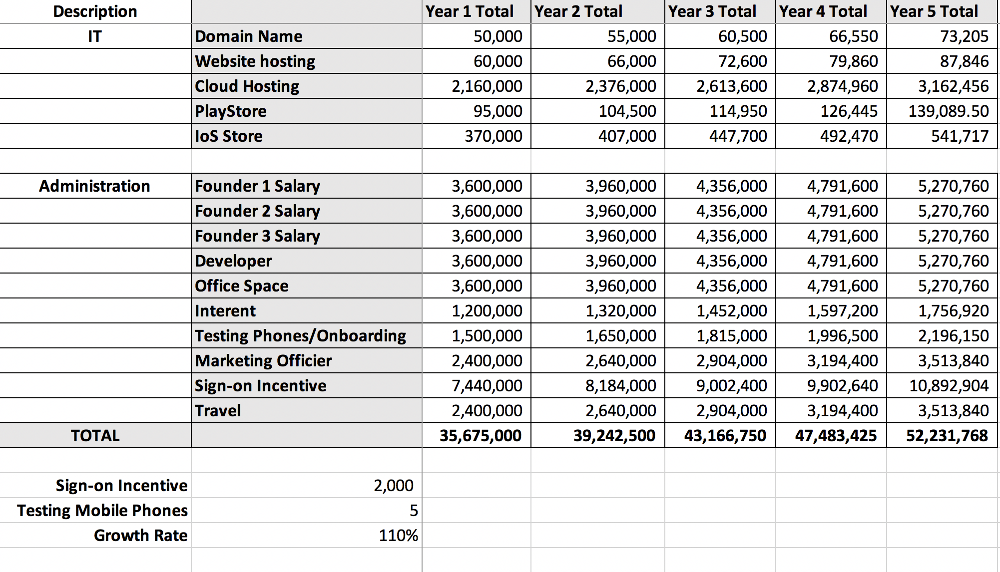 Description Year 1 Total Year 2 Total Year 3 Total Year 4 Total Year 5 Total
IT Domain Name 50,000 55,000 60,500 66,550 73,205
Website hosting 60,000 66,000 72,600 79,860 87,846
Cloud Hosting 2,160,000 2,376,000 2,613,600 2,874,960 3,162,456
PlayStore 95,000 104,500 114,950 126,445 139,089.50
IoS Store 370,000 407,000 447,700 492,470 541,717
Administration Founder 1 Salary 3,600,000 3,960,000 4,356,000 4,791,600 5,270,760
Founder 2 Salary 3,600,000 3,960,000 4,356,000 4,791,600 5,270,760
Founder 3 Salary 3,600,000 3,960,000 4,356,000 4,791,600 5,270,760
Developer 3,600,000 3,960,000 4,356,000 4,791,600 5,270,760
Office Space 3,600,000 3,960,000 4,356,000 4,791,600 5,270,760
Interent 1,200,000 1,320,000 1,452,000 1,597,200 1,756,920
Testing Phones/Onboarding 1,500,000 1,650,000 1,815,000 1,996,500 2,196,150
Marketing Officier 2,400,000 2,640,000 2,904,000 3,194,400 3,513,840
Sign-on Incentive 7,440,000 8,184,000 9,002,400 9,902,640 10,892,904
Travel 2,400,000 2,640,000 2,904,000 3,194,400 3,513,840
TOTAL 35,675,000 39,242,500 43,166,750 47,483,425 52,231,768
Sign-on Incentive 2,000
Testing Mobile Phones 5
Growth Rate 110%